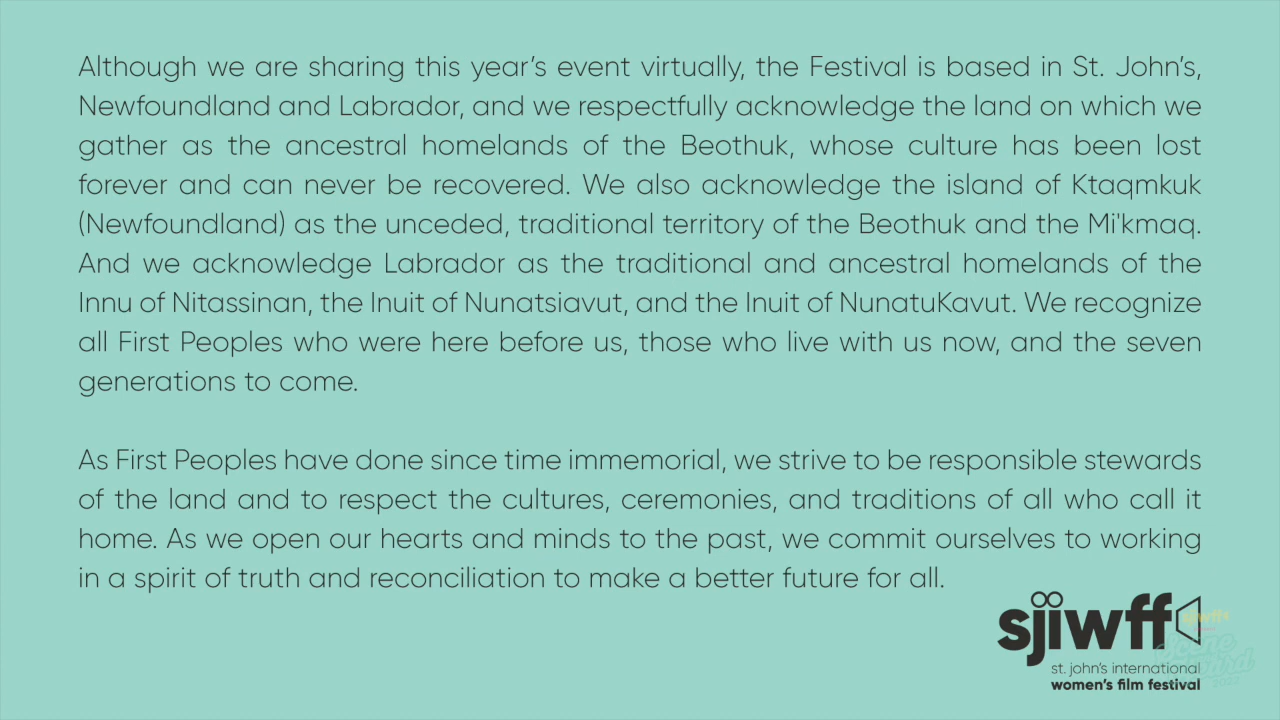 Although we are sharing this year’s event virtually, the Festival is based in St. John’s,
Newfoundland and Labrador, and we respectfully acknowledge the land on which we
gather as the ancestral homelands of the Beothuk, whose culture has been lost
forever and can never be recovered. We also acknowledge the island of Ktaqmkuk
(Newfoundland) as the unceded, traditional territory of the Beothuk and the Mi'kmaq.
And we acknowledge Labrador as the traditional and ancestral homelands of the
Innu of Nitassinan, the Inuit of Nunatsiavut, and the Inuit of NunatuKavut. We recognize
all First Peoples who were here before us, those who live with us now, and the seven
generations to come.
As First Peoples have done since time immemorial, we strive to be responsible stewards
of the land and to respect the cultures, ceremonies, and traditions of all who call it
home. As we open our hearts and minds to the past, we commit ourselves to working
in a spirit of truth and reconciliation to make a better future for all.
sjiwff
st. john’s international
women’s film festival